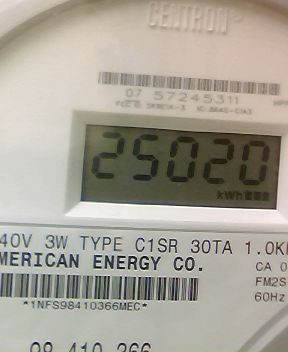 CENTRON®
07 57245311
25020
kWh
40V 3W TYPE C1SR 30TA 1.0K
MERICAN ENERGY CO.
CA 0
FM2S
60Hz
*1NFS98410366MEC*
98 410 366